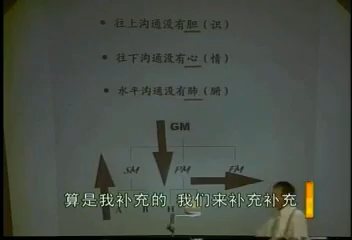 • 往上沟通没有胆（识）
• 往下沟通没有心（情）
• 水平沟通没有肺（腑）
GM
SM PM FM
A B
算是我补充的 我们来补充补充